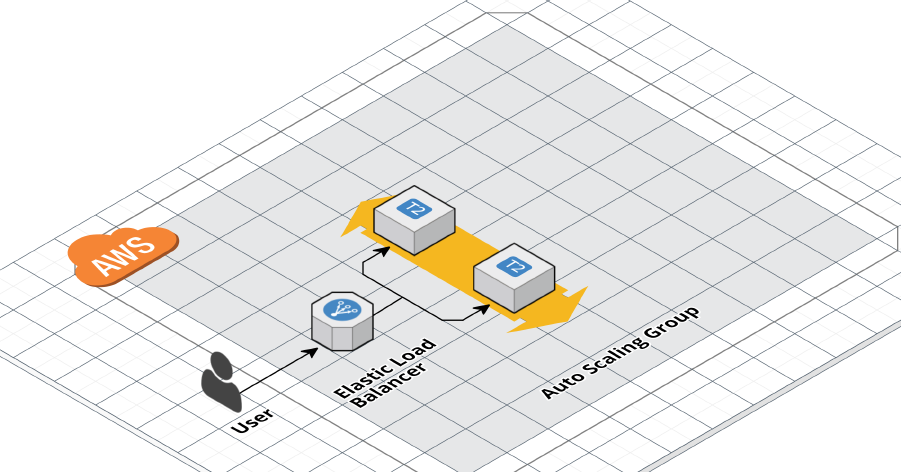 T2
T2
AWS
Elastic Load
Balancer
Auto Scaling Group
User